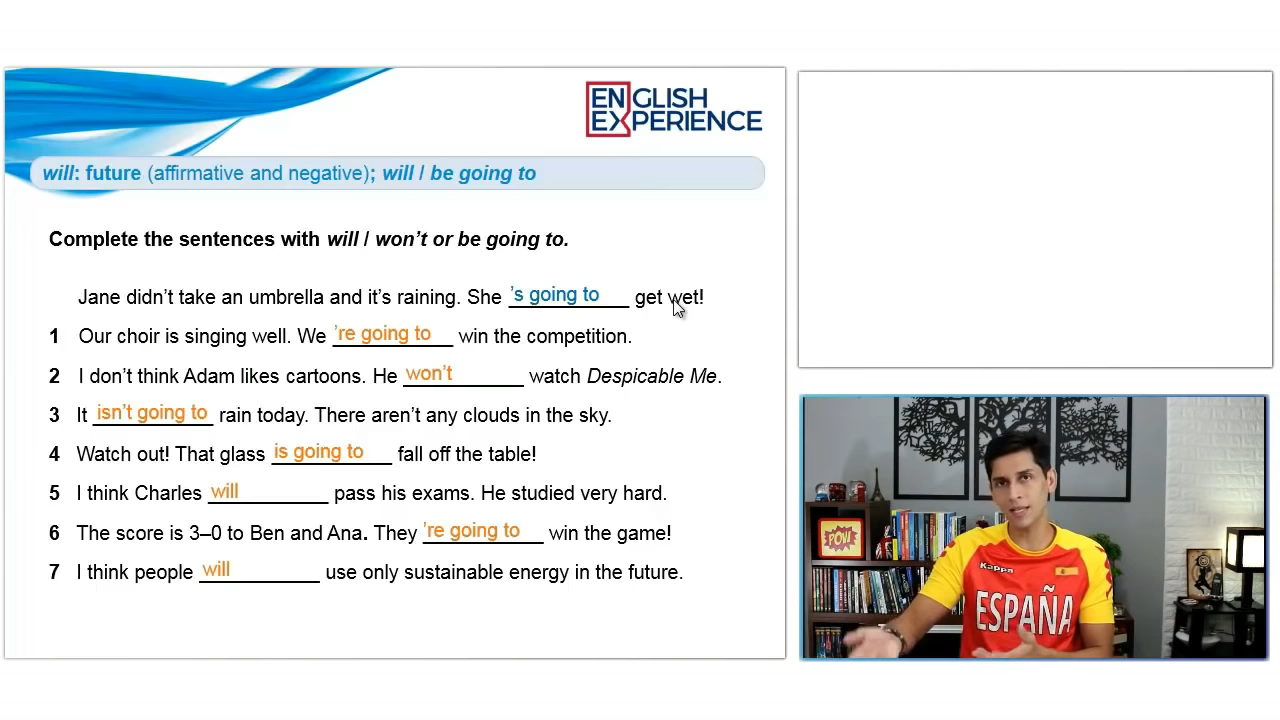 ENGLISH
EXPERIENCE
will: future (affirmative and negative); will / be going to
Complete the sentences with will / won't or be going to.
Jane didn't take an umbrella and it's raining. She 's going to get wet!
1 Our choir is singing well. We 're going to win the competition.
2 I don't think Adam likes cartoons. He won't watch Despicable Me.
3 It isn't going to rain today. There aren't any clouds in the sky.
4 Watch out! That glass is going to fall off the table!
5 I think Charles will pass his exams. He studied very hard.
6 The score is 3–0 to Ben and Ana. They 're going to win the game!
7 I think people will use only sustainable energy in the future.
POW!
Kappa
ESPAÑA